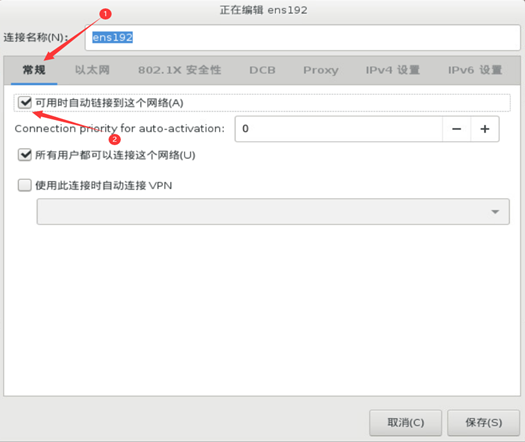 正在编辑 ens192
1
连接名称(N): ens192
常规 以太网 802.1X 安全性 DCB Proxy IPv4 设置 IPv6 设置
可用时自动链接到这个网络(A)
Connection priority for auto-activation: 0 − +
2
所有用户都可以连接这个网络(U)
使用此连接时自动连接 VPN
取消(C) 保存(S)